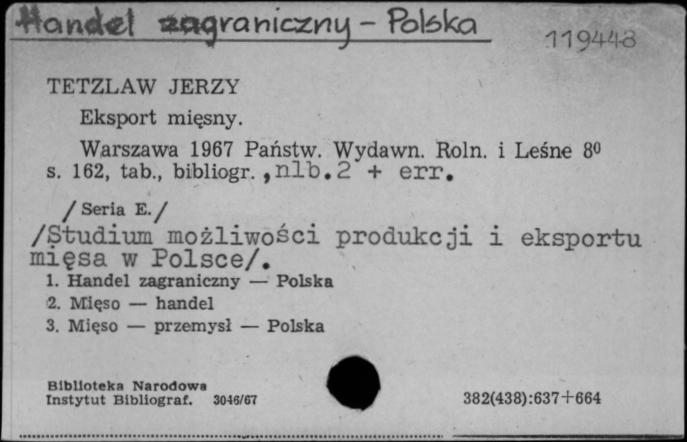 Handel zagraniczny - Polska
119448
TETZLAW JERZY
Eksport mięsny.
Warszawa 1967 Państw. Wydawn. Roln. i Leśne 8⁰
s. 162, tab., bibliogr. ,nlb.2 + err.
/Seria E./
/Studium możliwości produkcji i eksportu
mięsa w Polsce/.
1. Handel zagraniczny — Polska
2. Mięso — handel
3. Mięso — przemysł — Polska
Biblioteka Narodowa
Instytut Bibliograf. 3046/67
382(438):637+664